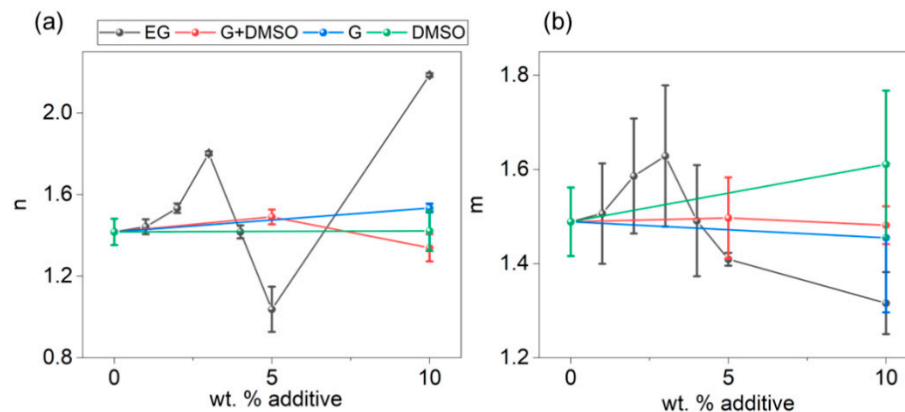 (a)
(b)
EG G+DMSO G DMSO
n
2.0
1.6
1.2
0.8
0 5 10
wt. % additive
m
1.8
1.6
1.4
1.2
0 5 10
wt. % additive